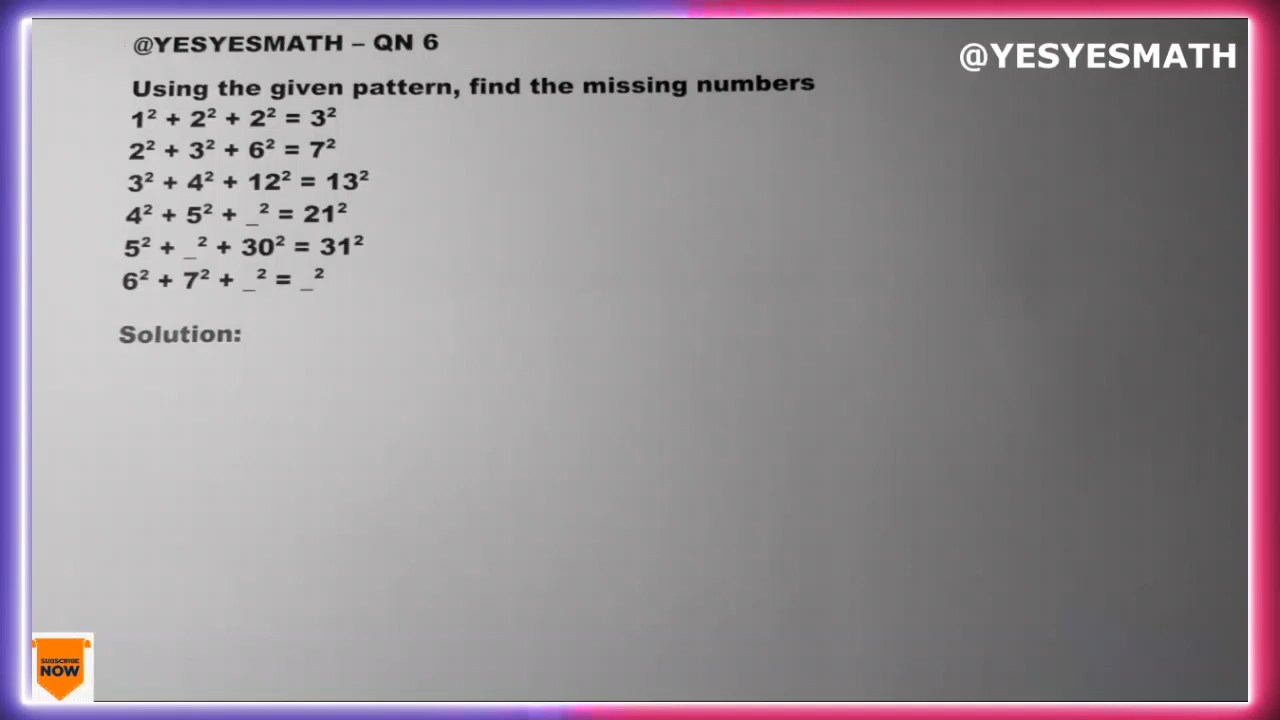 @YESYESMATH – QN 6
@YESYESMATH
Using the given pattern, find the missing numbers
1² + 2² + 2² = 3²
2² + 3² + 6² = 7²
3² + 4² + 12² = 13²
4² + 5² + _² = 21²
5² + _² + 30² = 31²
6² + 7² + _² = _²
Solution:
SUBSCRIBE
NOW